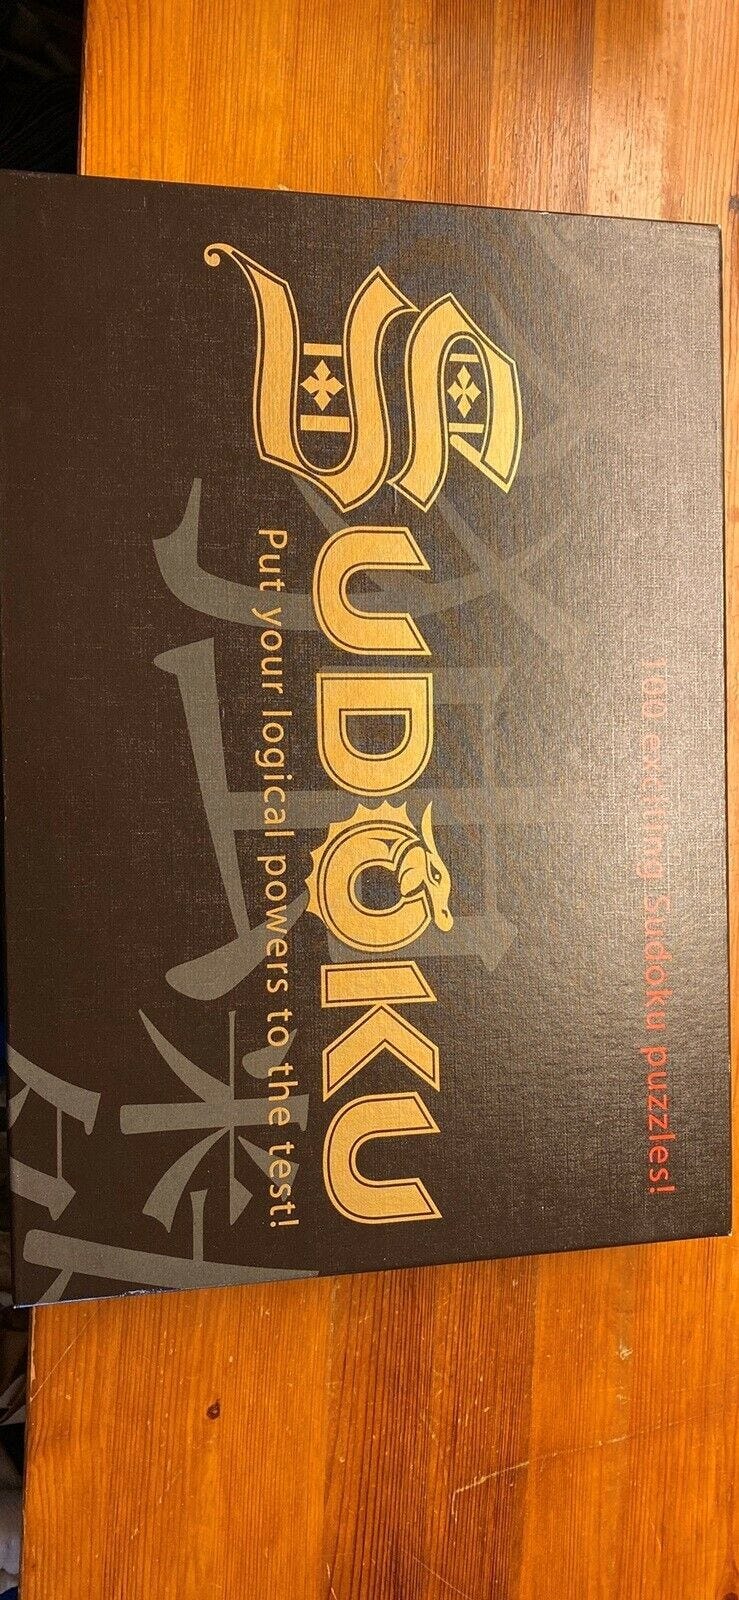 100 exciting Sudoku puzzles!
SUDOKU
Put your logical powers to the test!